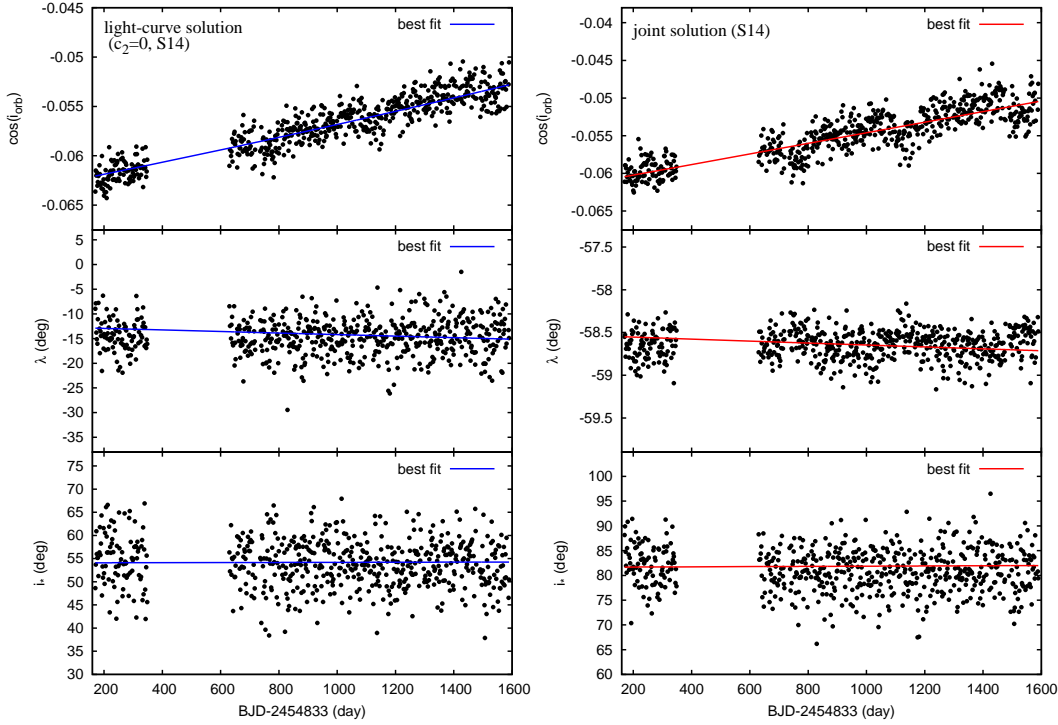 light-curve solution
(c2=0, S14)
best fit
cos(iorb)
-0.05
-0.055
-0.06
-0.065
best fit
λ (deg)
5
0
-5
-10
-15
-20
-25
-30
-35
best fit
i⋆ (deg)
75
70
65
60
55
50
45
40
35
30
200 400 600 800 1000 1200 1400 1600
BJD-2454833 (day)
joint solution (S14)
best fit
cos(iorb)
-0.04
-0.045
-0.05
-0.055
-0.06
-0.065
best fit
λ (deg)
-57.5
-58
-58.5
-59
-59.5
best fit
i⋆ (deg)
100
95
90
85
80
75
70
65
60
200 400 600 800 1000 1200 1400 1600
BJD-2454833 (day)